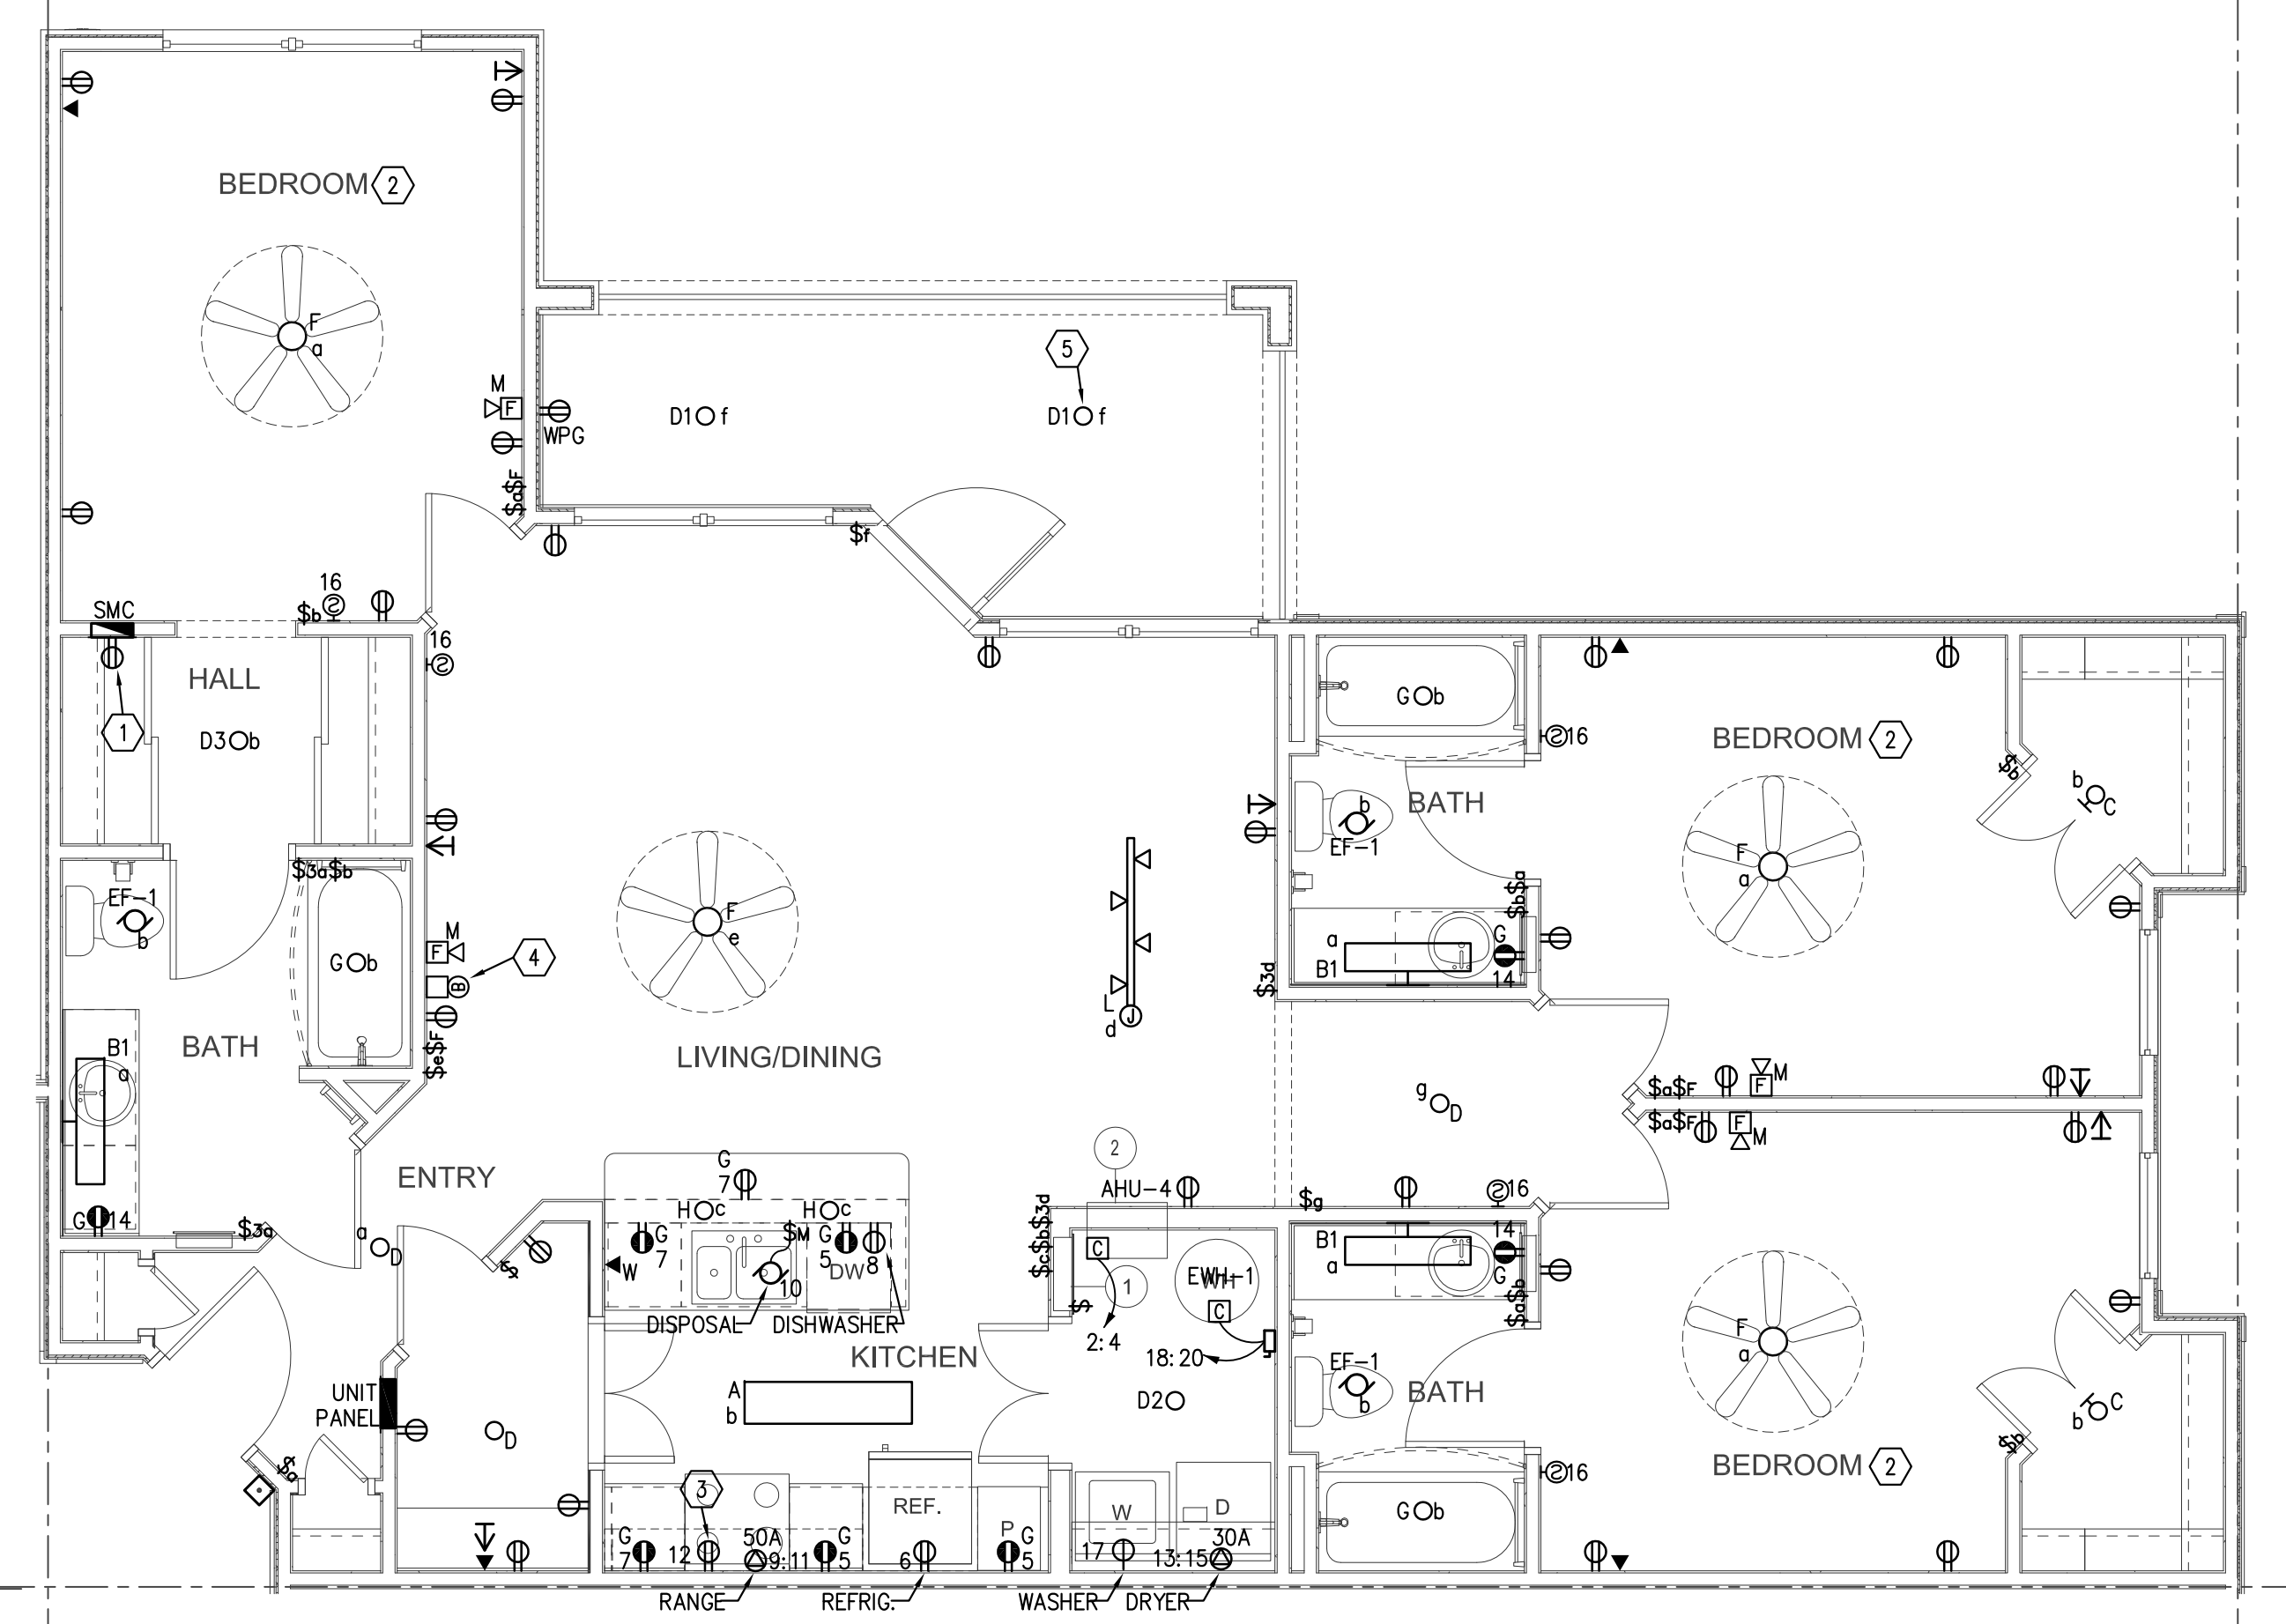 BEDROOM 2
F
a
M
F
WPG
$a$F
D1 f
5
D1 f
$f
SMC
$b
16
16
HALL
1
D3 b
$3a$b
EF-1
b
G b
M
F
B
4
$e$F
BATH
B1
a
G 14
$3a
F
e
LIVING/DINING
L
d
J
$3d
ENTRY
a
D
G b
16
BATH
b
EF-1
a
B1
G
14
$b$a
BEDROOM 2
F
a
$b
b
C
$a$F
F
M
g
D
$a$F
F
M
2
AHU-4
$g
16
G
7
H c
H c
$M
G
7
W
G
5
DW
8
10
DISPOSAL
DISHWASHER
$c$b$3d
C
1
$
2:4
EWH-1
WH
C
18:20
B1
a
14
G
$a$b
EF-1
b
BATH
G b
16
F
a
BEDROOM 2
$b
b
C
KITCHEN
A
b
D2
UNIT
PANEL
$a
D
$
3
G
7
12
50A
9:11
G
5
REF.
6
P
G
5
W
17
D
30A
13:15
RANGE
REFRIG.
WASHER
DRYER